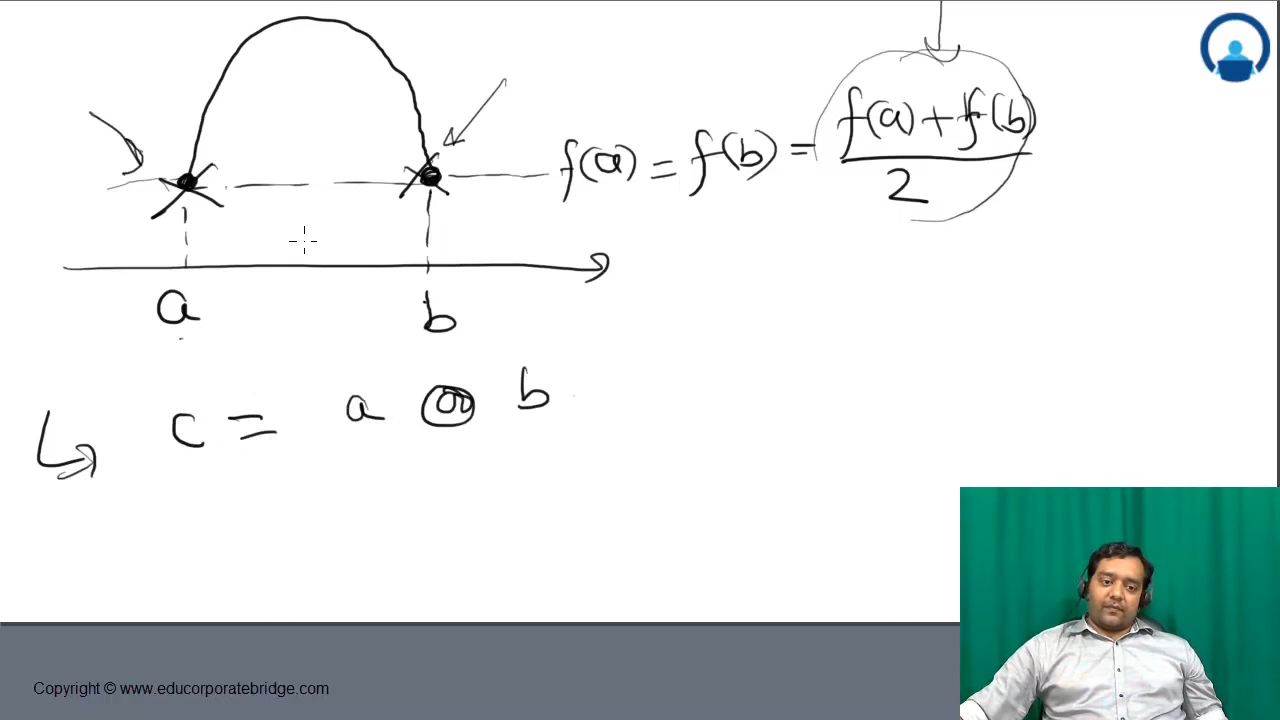 f(a) = f(b) = f(a) + f(b) / 2
a b
c = a or b
Copyright © www.educorporatebridge.com